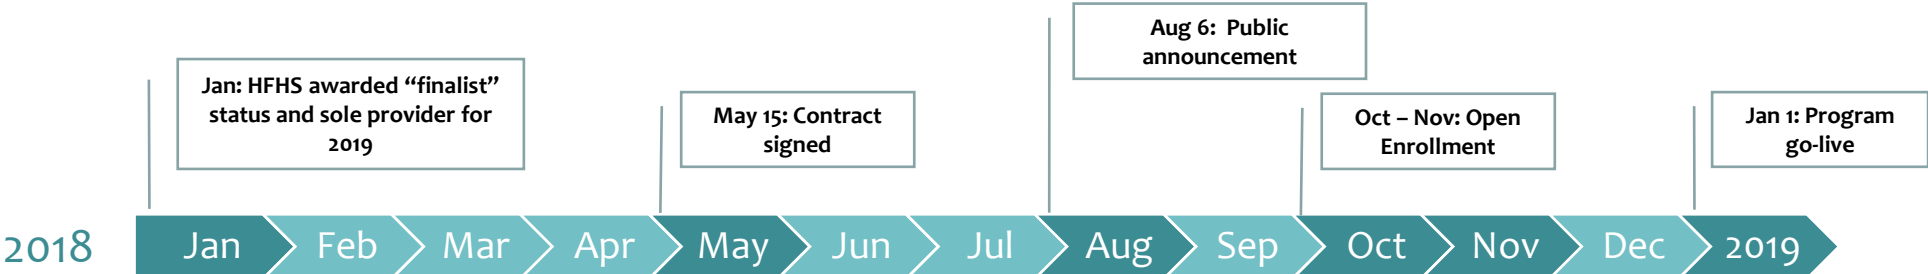 Jan: HFHS awarded “finalist”
status and sole provider for
2019
May 15: Contract
signed
Aug 6:  Public
announcement
Oct – Nov: Open
Enrollment
Jan 1: Program
go-live
2018
Jan
Feb
Mar
Apr
May
Jun
Jul
Aug
Sep
Oct
Nov
Dec
2019